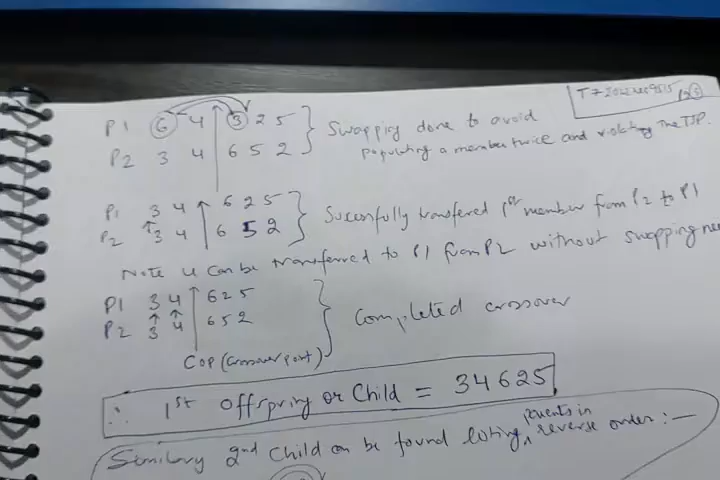 P1 6 4 3 2 5 } Swapping done to avoid
P2 3 4 6 5 2 populating a member twice and violating the TSP.
P1 3 4 6 2 5 } Successfully transfered 1st member from P2 to P1
P2 3 4 6 5 2
Note 4 can be transferred to P1 from P2 without swapping
P1 3 4 6 2 5 } Completed crossover
P2 3 4 6 5 2
COP (Crossover point)
∴ 1st Offspring or Child = 34625
Similary 2nd Child can be found listing parents in reverse order :—